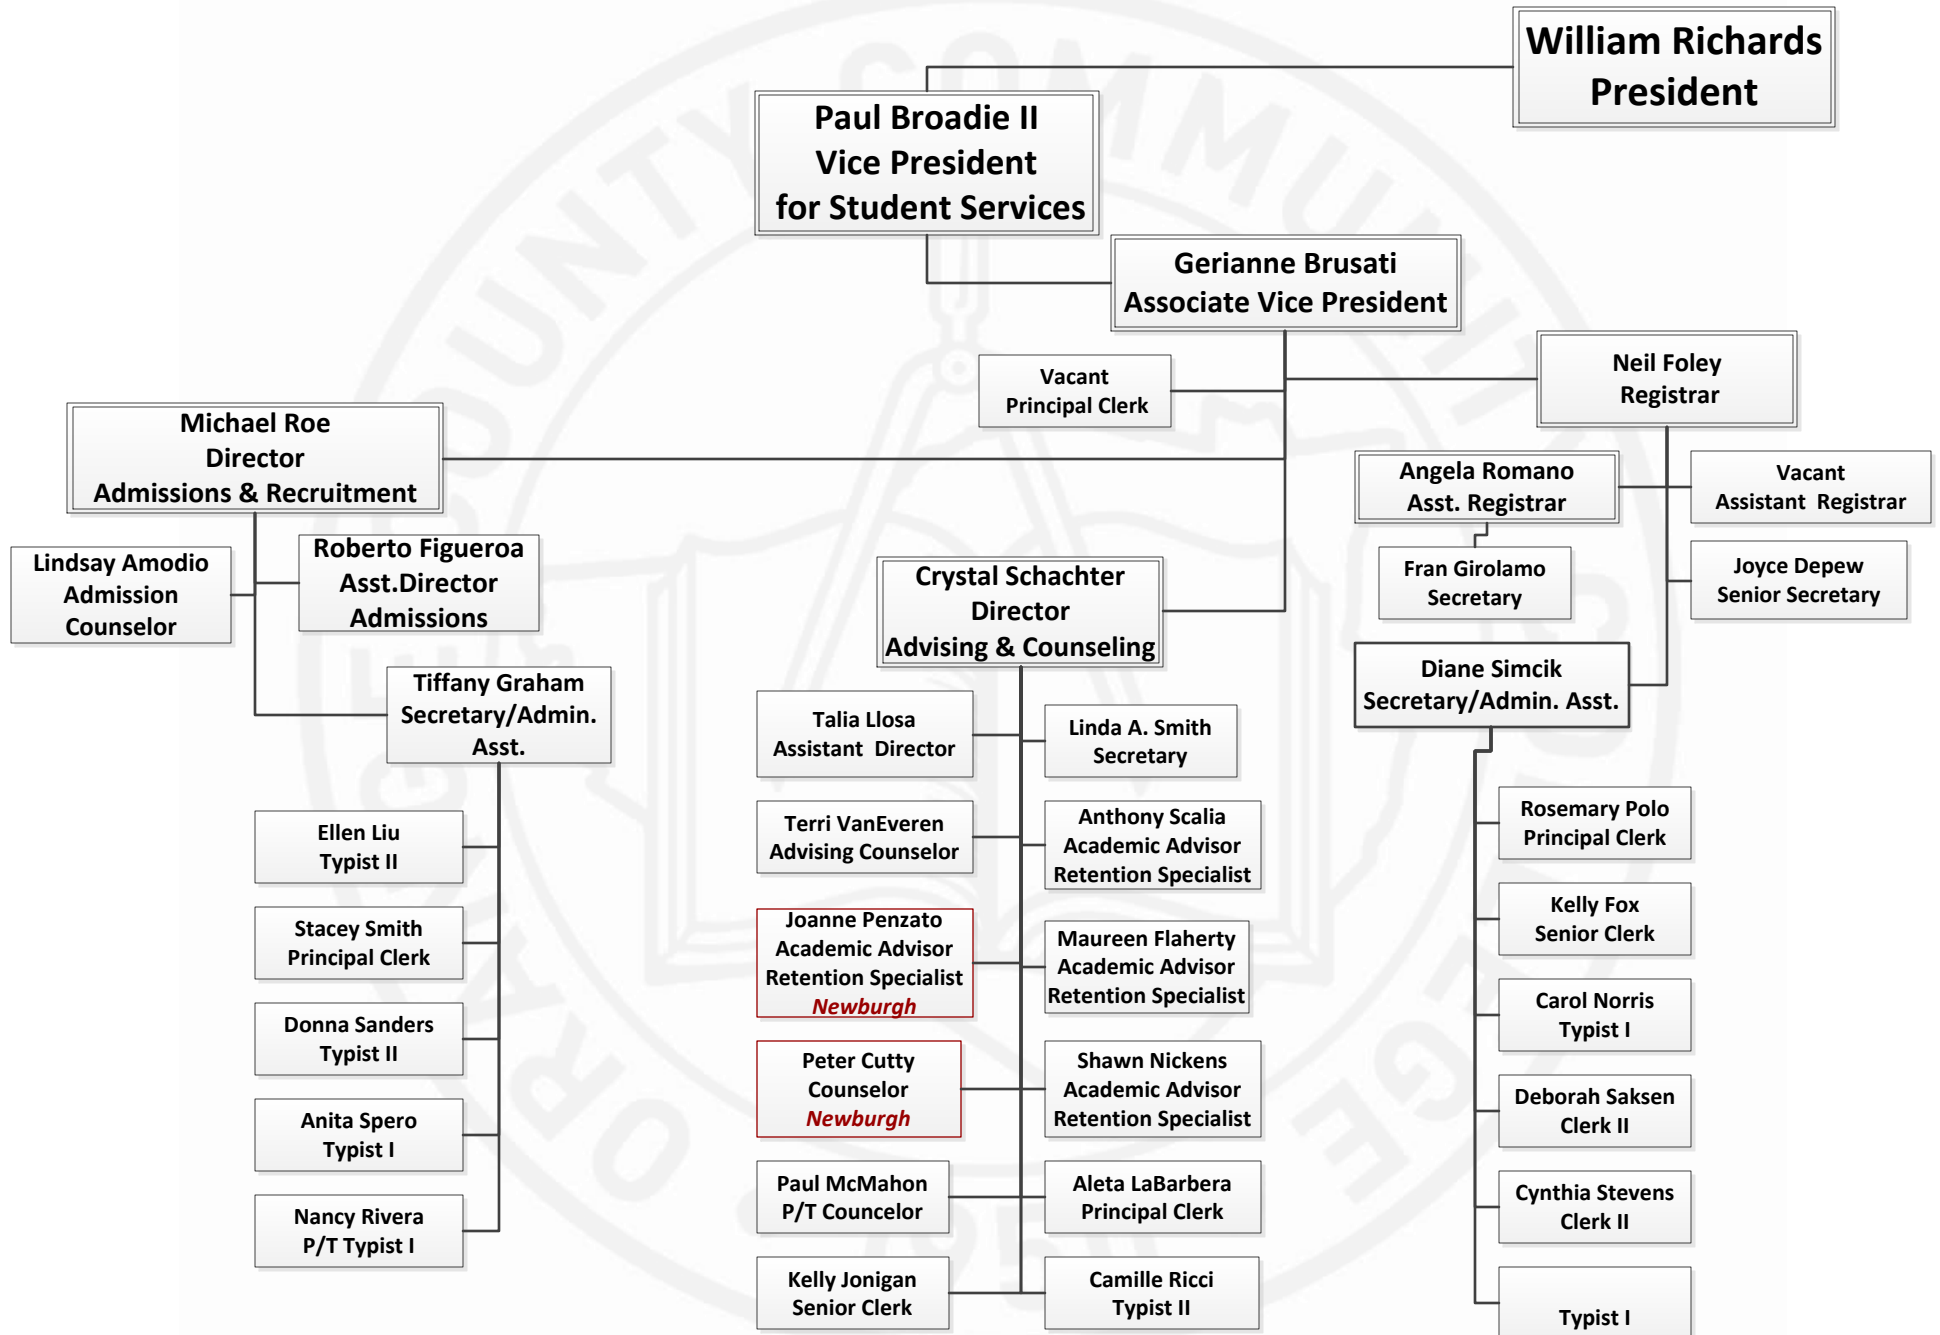 William Richards
President
Paul Broadie II
Vice President
for Student Services
Gerianne Brusati
Associate Vice President
Vacant
Principal Clerk
Neil Foley
Registrar
Michael Roe
Director
Admissions & Recruitment
Angela Romano
Asst. Registrar
Vacant
Assistant  Registrar
Lindsay Amodio
Admission
Counselor
Roberto Figueroa
Asst.Director
Admissions
Crystal Schachter
Director
Advising & Counseling
Fran Girolamo
Secretary
Joyce Depew
Senior Secretary
Tiffany Graham
Secretary/Admin.
Asst.
Diane Simcik
Secretary/Admin. Asst.
Talia Llosa
Assistant  Director
Linda A. Smith
Secretary
Ellen Liu
Typist II
Stacey Smith
Principal Clerk
Donna Sanders
Typist II
Anita Spero
Typist I
Nancy Rivera
P/T Typist I
Terri VanEveren
Advising Counselor
Anthony Scalia
Academic Advisor
Retention Specialist
Joanne Penzato
Academic Advisor
Retention Specialist
Newburgh
Maureen Flaherty
Academic Advisor
Retention Specialist
Peter Cutty
Counselor
Newburgh
Shawn Nickens
Academic Advisor
Retention Specialist
Paul McMahon
P/T Councelor
Aleta LaBarbera
Principal Clerk
Kelly Jonigan
Senior Clerk
Camille Ricci
Typist II
Rosemary Polo
Principal Clerk
Kelly Fox
Senior Clerk
Carol Norris
Typist I
Deborah Saksen
Clerk II
Cynthia Stevens
Clerk II
Typist I
ORANGE COUNTY COMMUNITY COLLEGE
1950